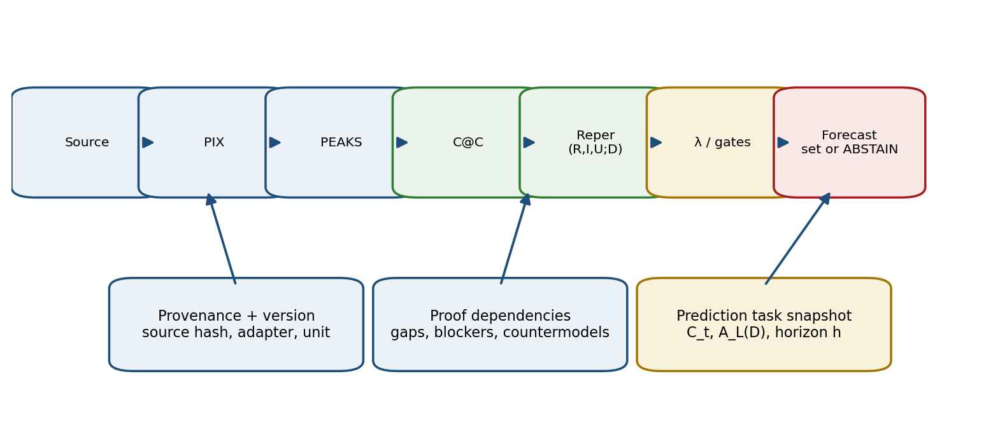 Source
PIX
PEAKS
C@C
Reper
(R,I,U;D)
λ / gates
Forecast
set or ABSTAIN
Provenance + version
source hash, adapter, unit
Proof dependencies
gaps, blockers, countermodels
Prediction task snapshot
C_t, A_L(D), horizon h